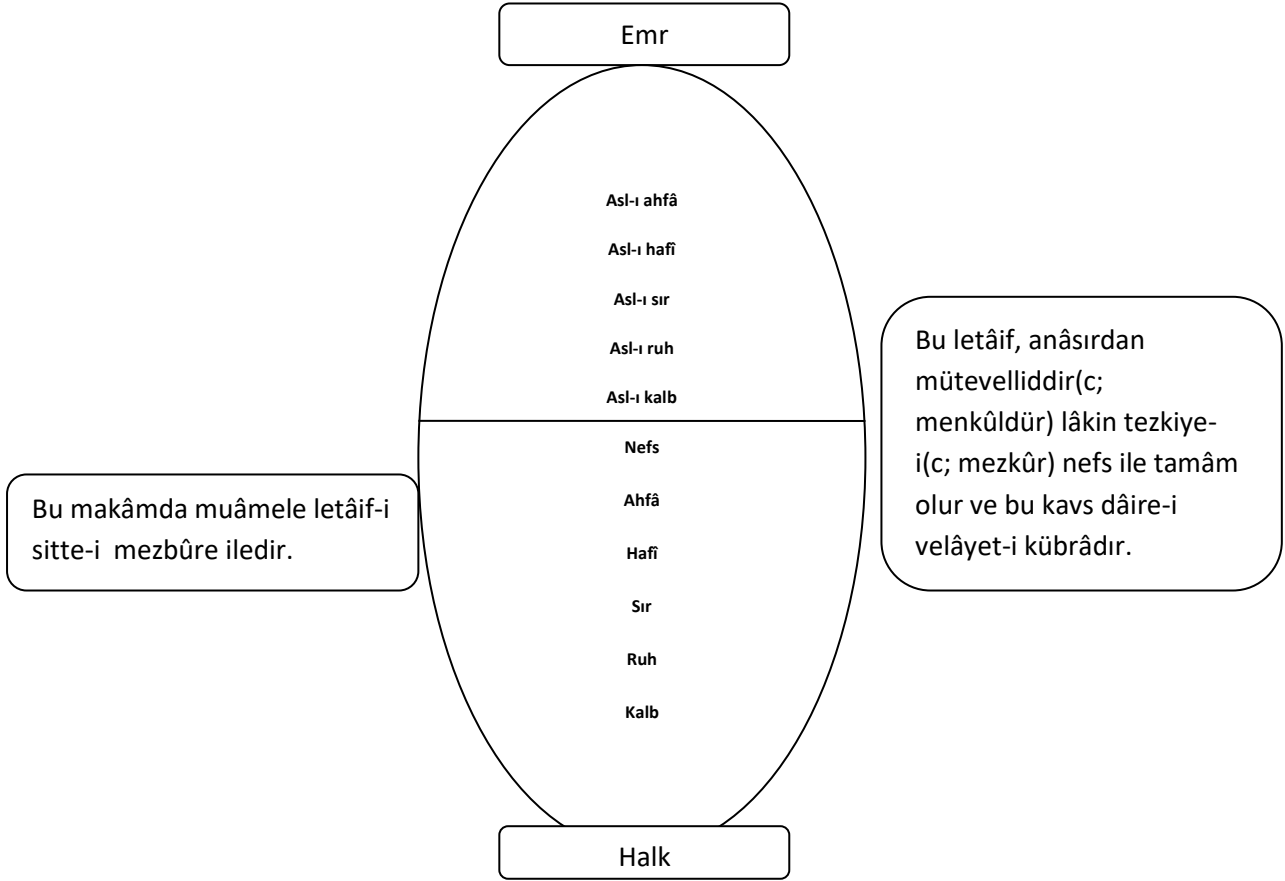 Emr
Asl-ı ahfâ
Asl-ı hafî
Asl-ı sır
Asl-ı ruh
Asl-ı kalb
Nefs
Ahfâ
Hafî
Sır
Ruh
Kalb
Halk
Bu makâmda muâmele letâif-i
sitte-i mezbûre iledir.
Bu letâif, anâsırdan
mütevelliddir(c;
menkûldür) lâkin tezkiye-
i(c; mezkûr) nefs ile tamâm
olur ve bu kavs dâire-i
velâyet-i kübrâdır.